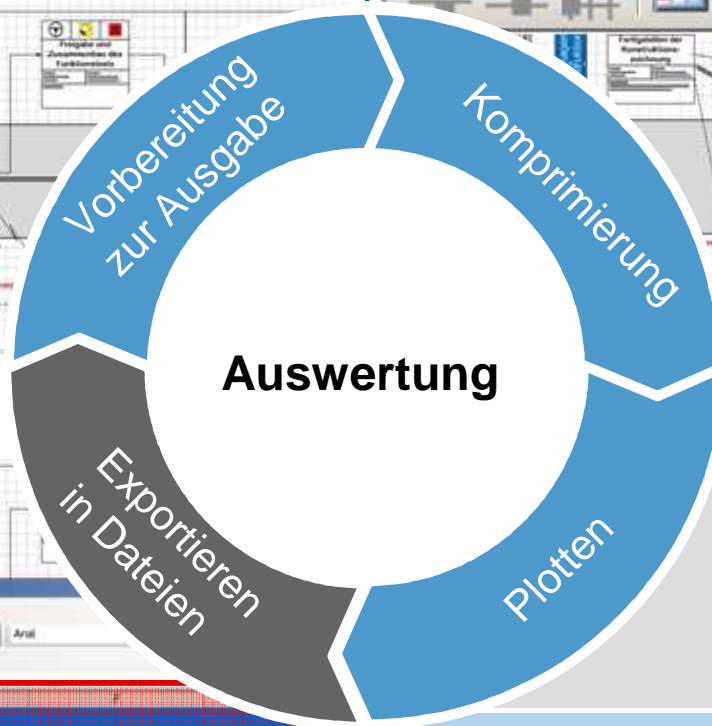 Freigabe und
Zusammenbau des
Funktionsteils
Fertigstellen der
Konstruktions-
zeichnung
Vorbereitung
zur Ausgabe
Komprimierung
Auswertung
Exportieren
in Dateien
Plotten
Arial